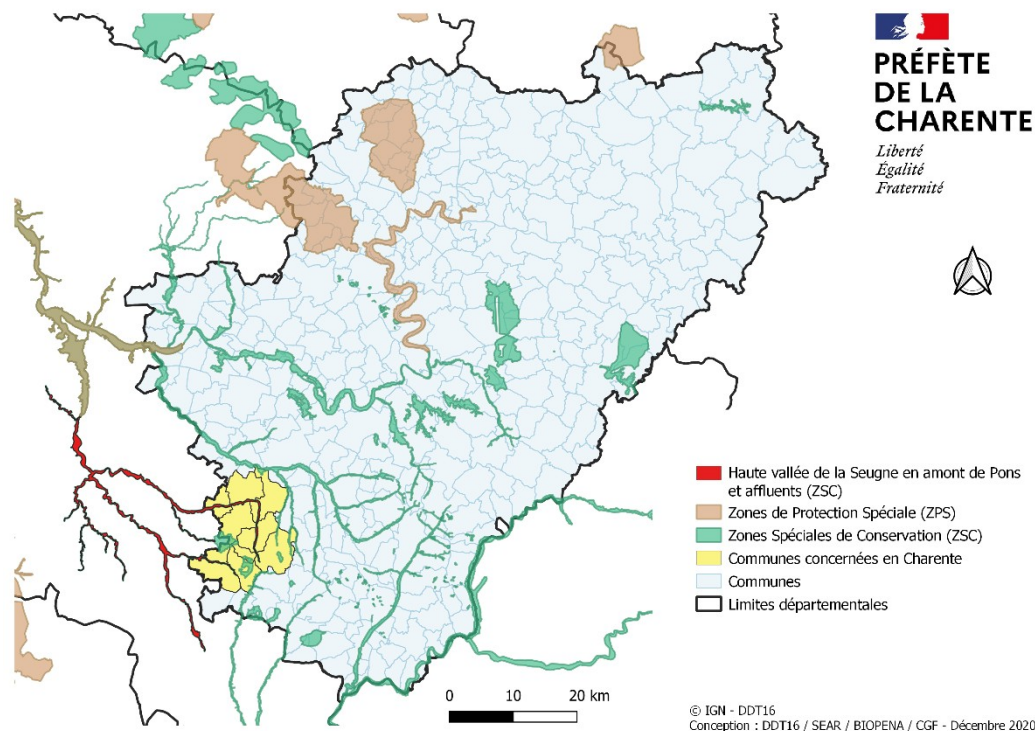 PRÉFÈTE
DE LA
CHARENTE
Liberté
Égalité
Fraternité
Haute vallée de la Seugne en amont de Pons
et affluents (ZSC)
Zones de Protection Spéciale (ZPS)
Zones Spéciales de Conservation (ZSC)
Communes concernées en Charente
Communes
Limites départementales
0 10 20 km
© IGN - DDT16
Conception : DDT16 / SEAR / BIOPENA / CGF - Décembre 2020